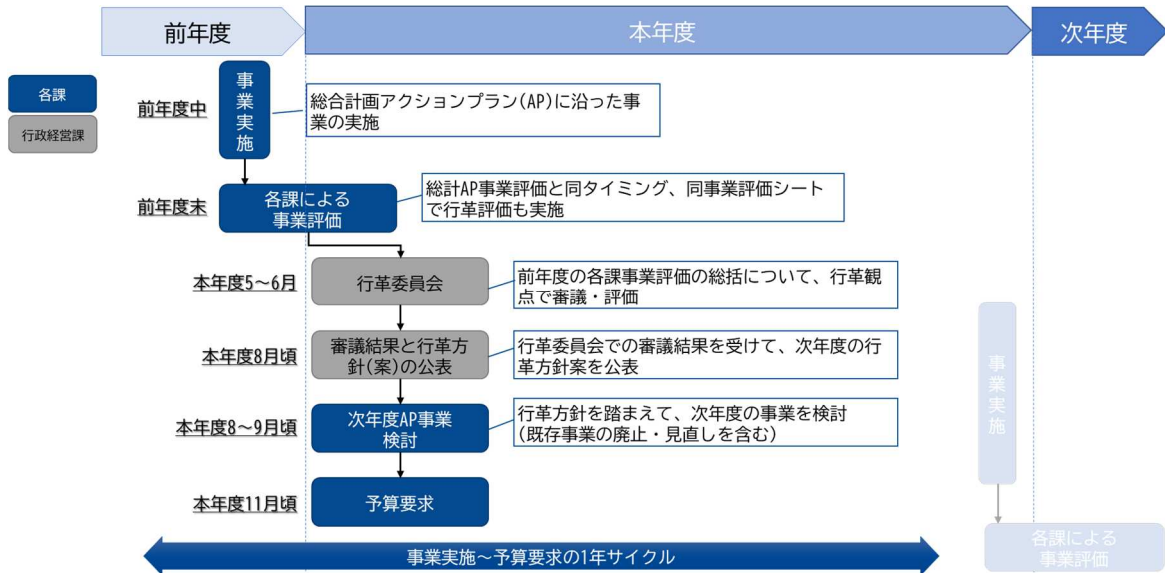 前年度
本年度
次年度
各課
行政経営課
前年度中
事業実施
総合計画アクションプラン(AP)に沿った事
業の実施
前年度末
各課による
事業評価
総計AP事業評価と同タイミング、同事業評価シート
で行革評価も実施
本年度5～6月
行革委員会
前年度の各課事業評価の総括について、行革観
点で審議・評価
本年度8月頃
審議結果と行革方
針(案)の公表
行革委員会での審議結果を受けて、次年度の行
革方針案を公表
本年度8～9月頃
次年度AP事業
検討
行革方針を踏まえて、次年度の事業を検討
(既存事業の廃止・見直しを含む)
本年度11月頃
予算要求
事業実施
各課による
事業評価
事業実施～予算要求の1年サイクル